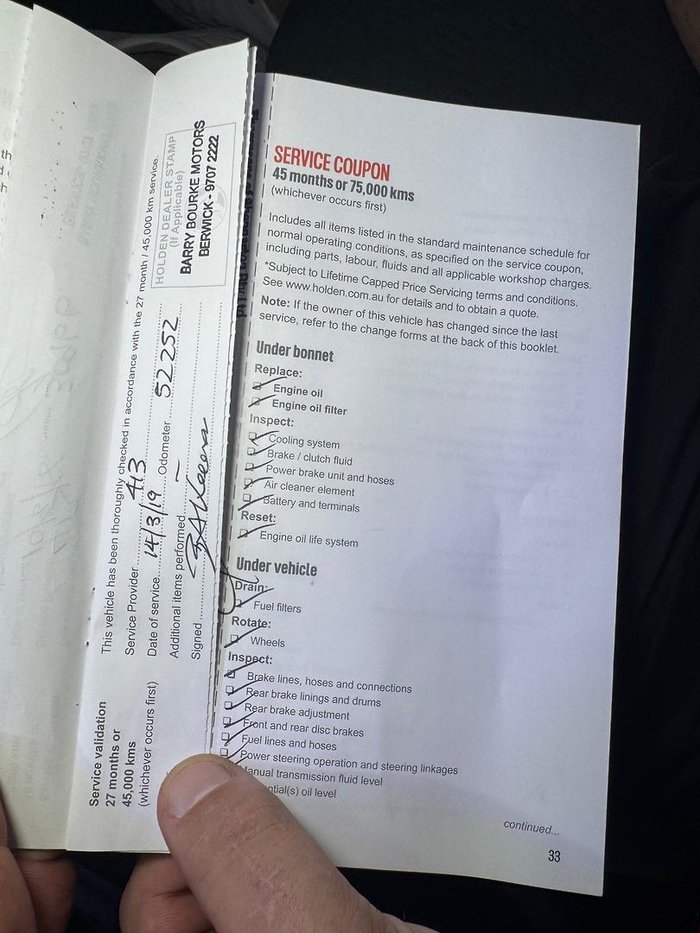 Service validation
27 months or
45,000 kms
(whichever occurs first)
This vehicle has been thoroughly checked in accordance with the 27 month / 45,000 km service.
Service Provider 413
Date of service 14/3/19 Odometer 52252
Additional items performed –
Signed
HOLDEN DEALER STAMP
(If Applicable)
BARRY BOURKE MOTORS
BERWICK - 9707 2222
SERVICE COUPON
45 months or 75,000 kms
(whichever occurs first)
Includes all items listed in the standard maintenance schedule for
normal operating conditions, as specified on the service coupon,
including parts, labour, fluids and all applicable workshop charges.
*Subject to Lifetime Capped Price Servicing terms and conditions.
See www.holden.com.au for details and to obtain a quote.
Note: If the owner of this vehicle has changed since the last
service, refer to the change forms at the back of this booklet.
Under bonnet
Replace:
Engine oil
Engine oil filter
Inspect:
Cooling system
Brake / clutch fluid
Power brake unit and hoses
Air cleaner element
Battery and terminals
Reset:
Engine oil life system
Under vehicle
Drain:
Fuel filters
Rotate:
Wheels
Inspect:
Brake lines, hoses and connections
Rear brake linings and drums
Rear brake adjustment
Front and rear disc brakes
Fuel lines and hoses
Power steering operation and steering linkages
anual transmission fluid level
ntial(s) oil level
continued...
33